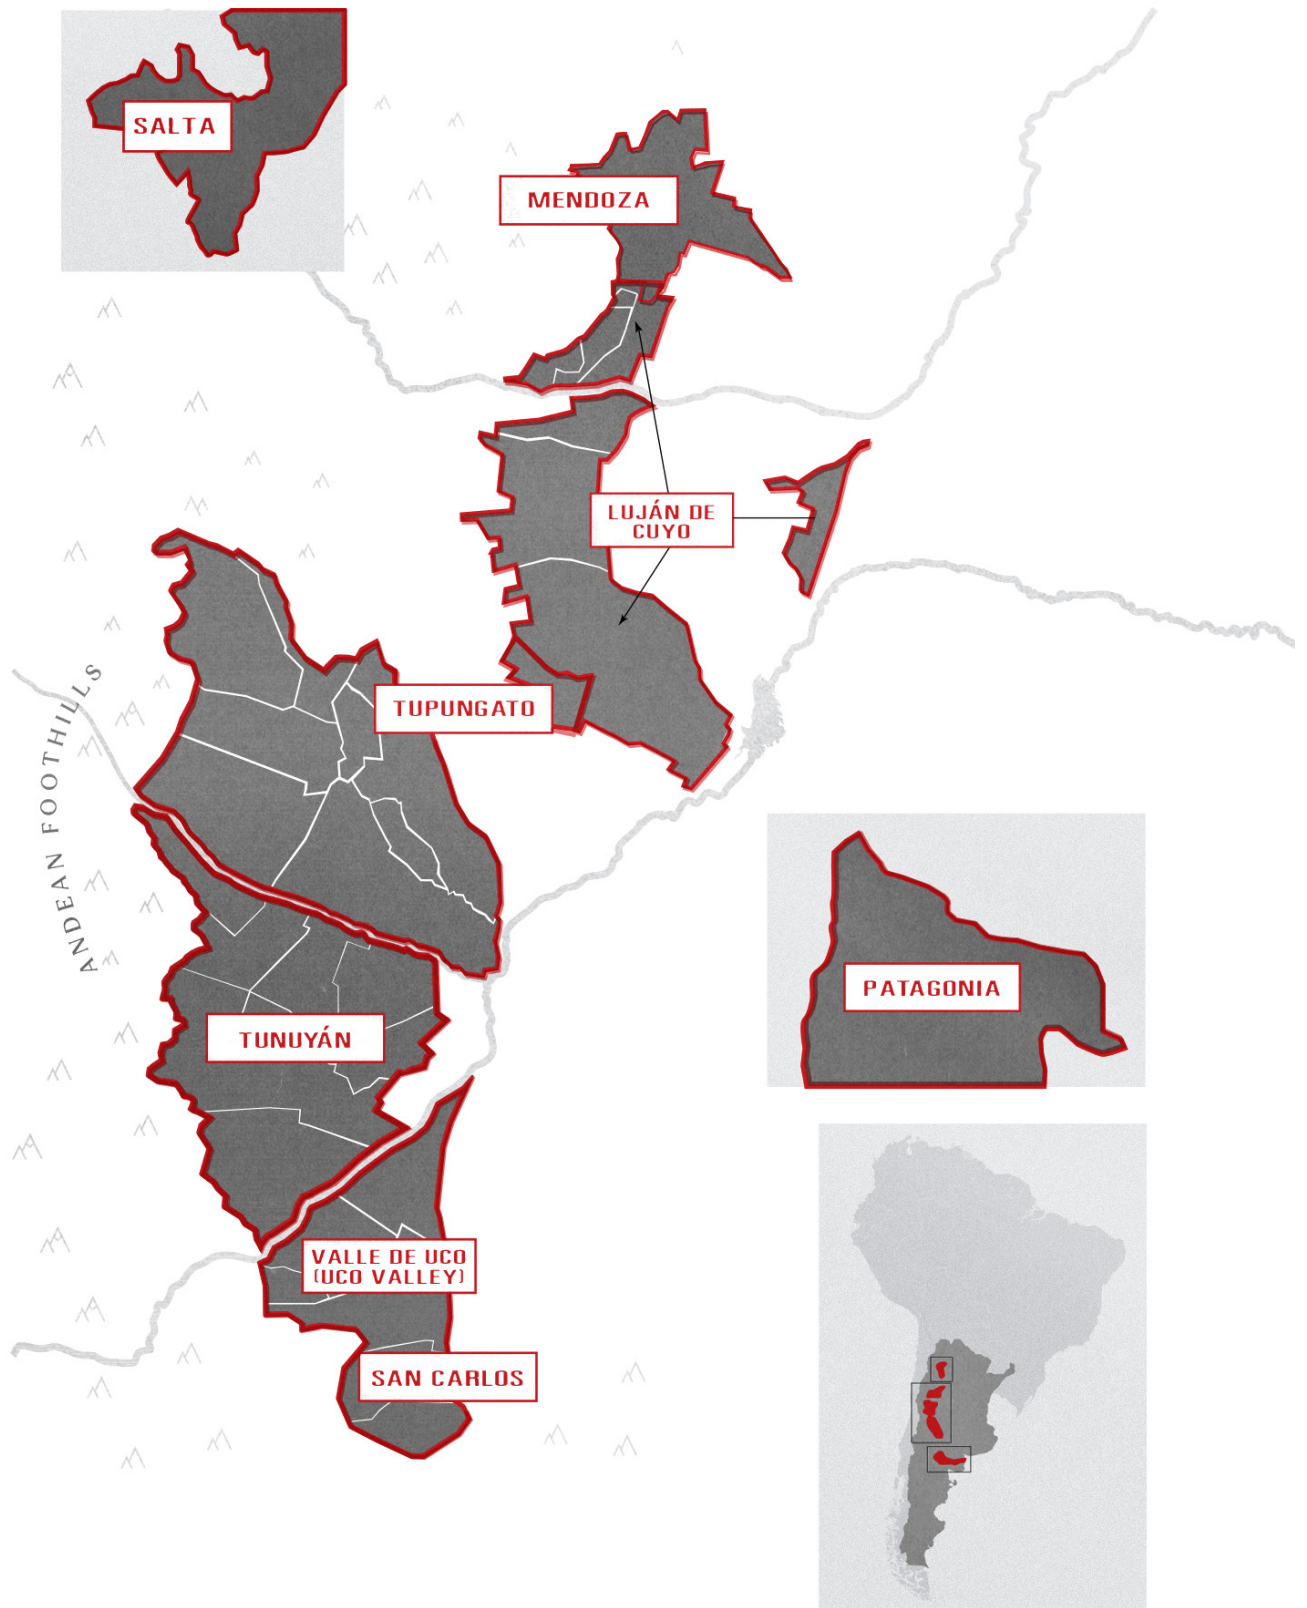 SALTA
MENDOZA
LUJÁN DE
CUYO
TUPUNGATO
ANDEAN FOOTHILLS
PATAGONIA
TUNUYÁN
VALLE DE UCO
(UCO VALLEY)
SAN CARLOS